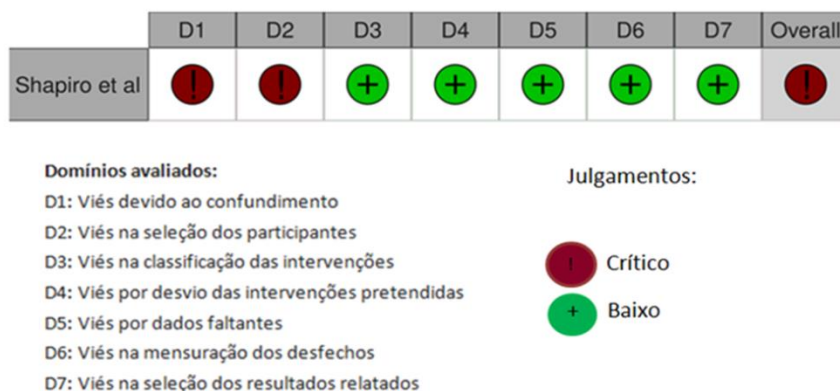 D1 D2 D3 D4 D5 D6 D7 Overall
Shapiro et al ! ! + + + + + !
Domínios avaliados:
D1: Viés devido ao confundimento
D2: Viés na seleção dos participantes
D3: Viés na classificação das intervenções
D4: Viés por desvio das intervenções pretendidas
D5: Viés por dados faltantes
D6: Viés na mensuração dos desfechos
D7: Viés na seleção dos resultados relatados
Julgamentos:
! Crítico
+ Baixo